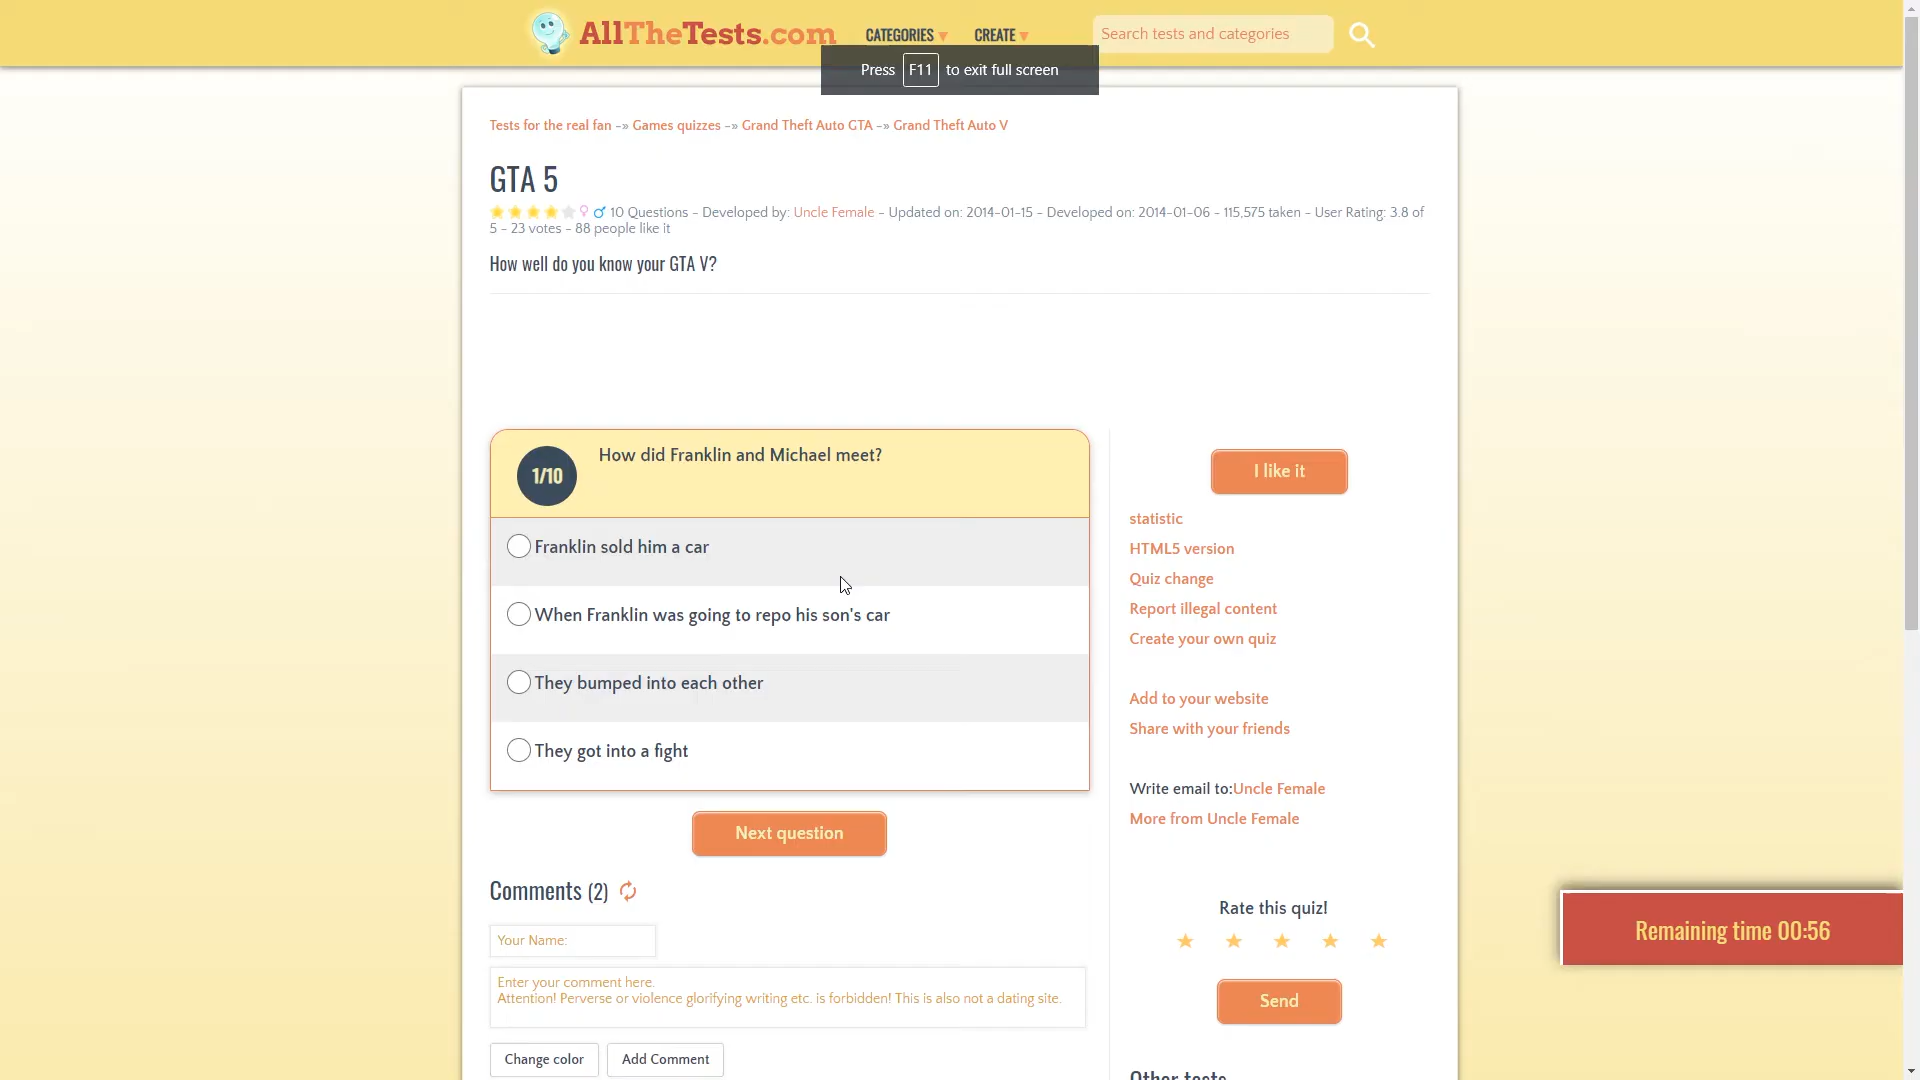 AllTheTests.com
CATEGORIES ▼ CREATE ▼
Search tests and categories
Press F11 to exit full screen
Tests for the real fan -» Games quizzes -» Grand Theft Auto GTA -» Grand Theft Auto V
GTA 5
10 Questions - Developed by: Uncle Female - Updated on: 2014-01-15 - Developed on: 2014-01-06 - 115,575 taken - User Rating: 3.8 of
5 - 23 votes - 88 people like it
How well do you know your GTA V?
1/10
How did Franklin and Michael meet?
Franklin sold him a car
When Franklin was going to repo his son's car
They bumped into each other
They got into a fight
Next question
I like it
statistic
HTML5 version
Quiz change
Report illegal content
Create your own quiz
Add to your website
Share with your friends
Write email to:Uncle Female
More from Uncle Female
Rate this quiz!
Send
Other tests
Comments (2)
Your Name:
Enter your comment here.
Attention! Perverse or violence glorifying writing etc. is forbidden! This is also not a dating site.
Change color
Add Comment
Remaining time 00:56